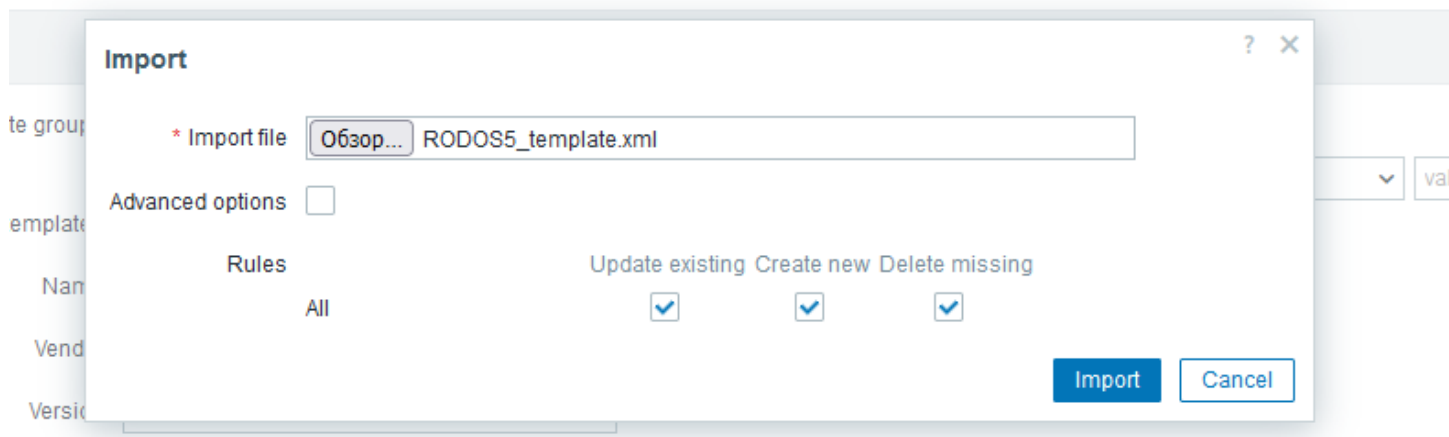 Import
? ×
te group
* Import file Обзор... RODOS5_template.xml
val
Advanced options
emplate
Rules Update existing Create new Delete missing
Nam
All
Vend
Import Cancel
Versio